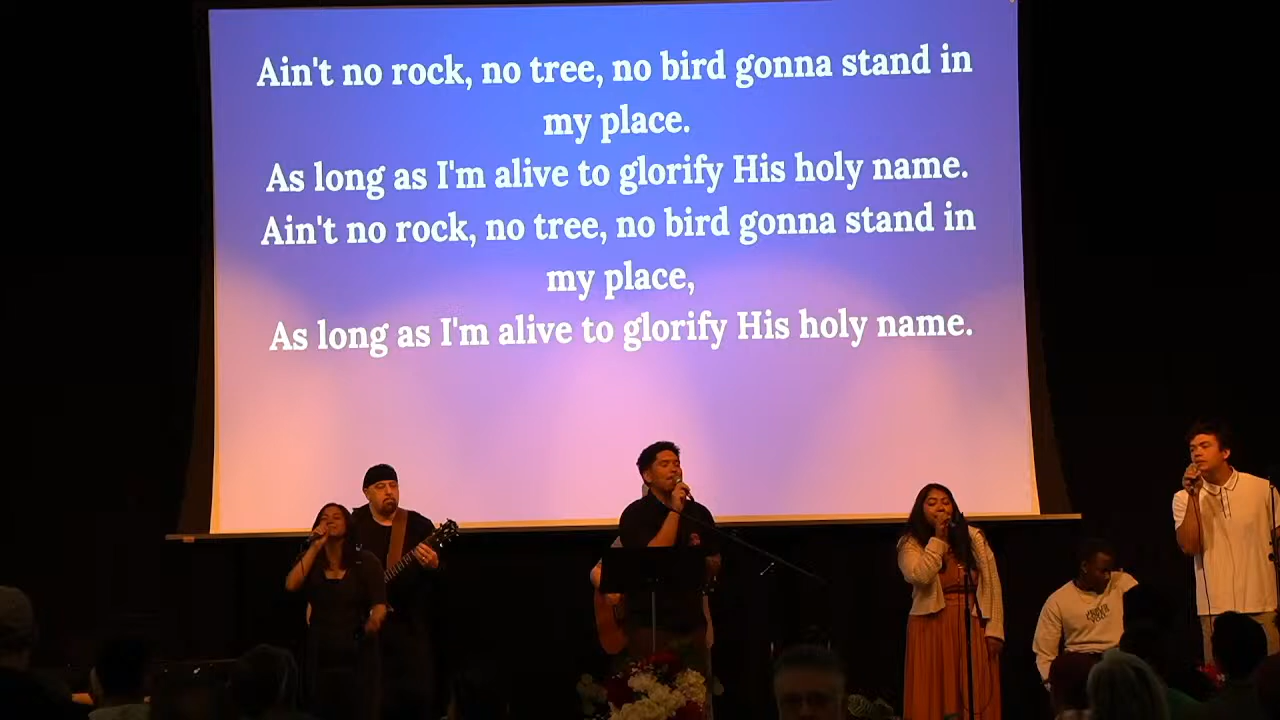 Ain't no rock, no tree, no bird gonna stand in
my place.
As long as I'm alive to glorify His holy name.
Ain't no rock, no tree, no bird gonna stand in
my place,
As long as I'm alive to glorify His holy name.